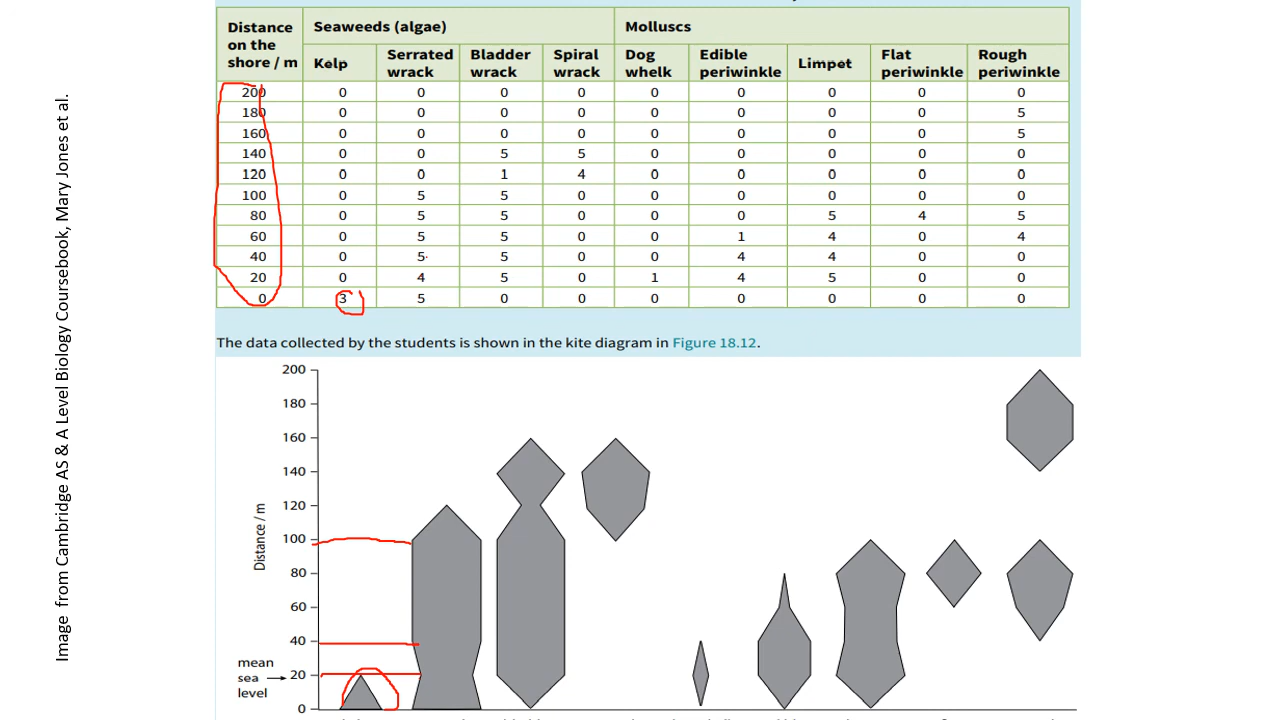 Image from Cambridge AS & A Level Biology Coursebook, Mary Jones et al.
Distance on the shore / m Seaweeds (algae) Molluscs
Kelp Serrated wrack Bladder wrack Spiral wrack Dog whelk Edible periwinkle Limpet Flat periwinkle Rough periwinkle
200 0 0 0 0 0 0 0 0 0
180 0 0 0 0 0 0 0 0 5
160 0 0 0 0 0 0 0 0 5
140 0 0 5 5 0 0 0 0 0
120 0 0 1 4 0 0 0 0 0
100 0 5 5 0 0 0 0 0 0
80 0 5 5 0 0 0 5 4 5
60 0 5 5 0 0 1 4 0 4
40 0 5 5 0 0 4 4 0 0
20 0 4 5 0 1 4 5 0 0
0 3 5 0 0 0 0 0 0 0
The data collected by the students is shown in the kite diagram in Figure 18.12.
Distance / m
200
180
160
140
120
100
80
60
40
mean sea level 20
0